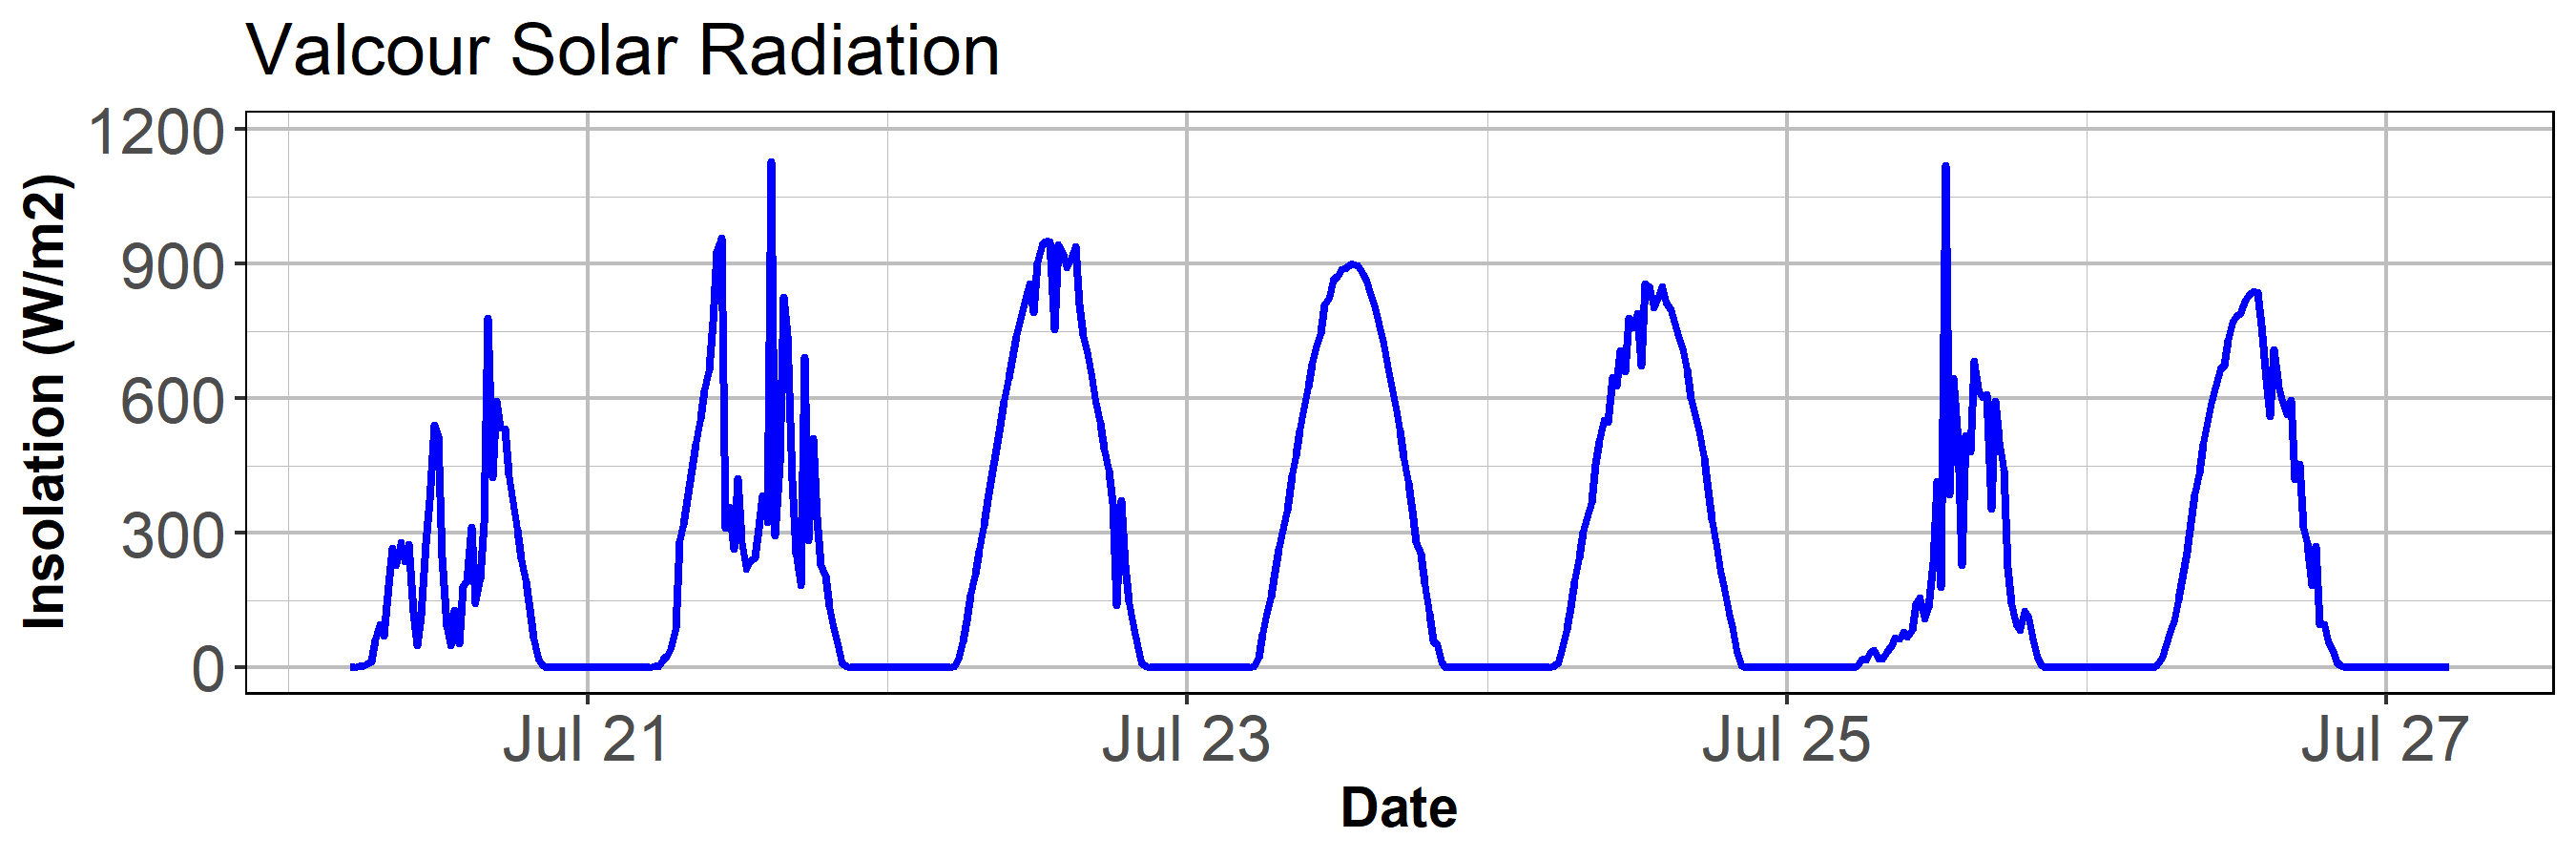 Valcour Solar Radiation
1200
900
600
300
0
Insolation (W/m2)
Jul 21 Jul 23 Jul 25 Jul 27
Date